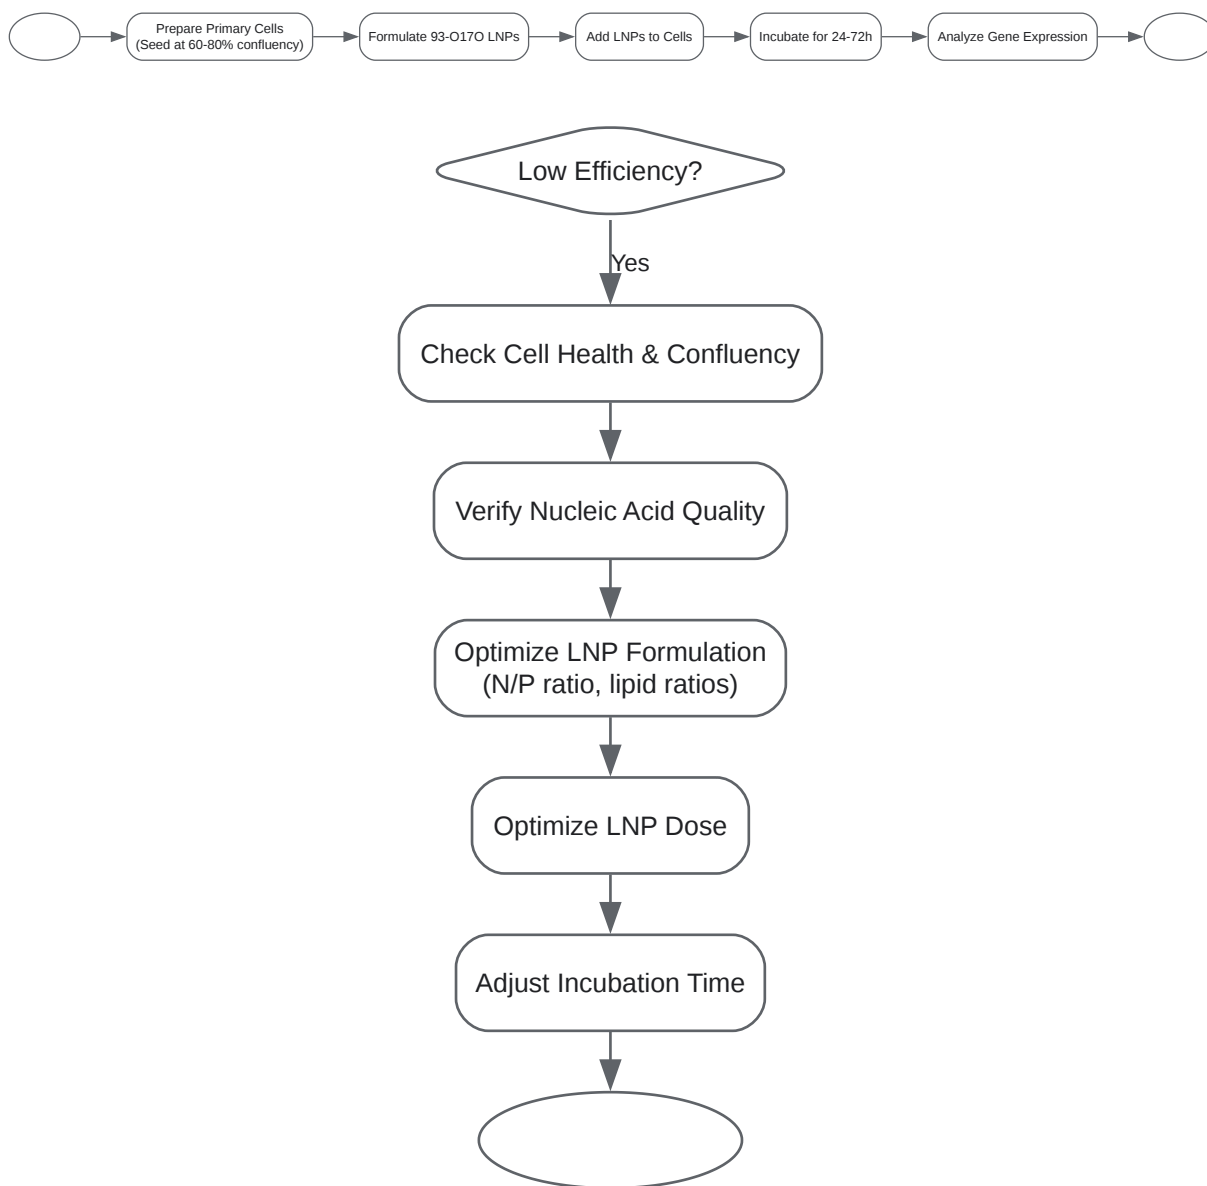 Prepare Primary Cells
(Seed at 60-80% confluency)
Formulate 93-O17O LNPs
Add LNPs to Cells
Incubate for 24-72h
Analyze Gene Expression
Low Efficiency?
Yes
Check Cell Health & Confluency
Verify Nucleic Acid Quality
Optimize LNP Formulation
(N/P ratio, lipid ratios)
Optimize LNP Dose
Adjust Incubation Time